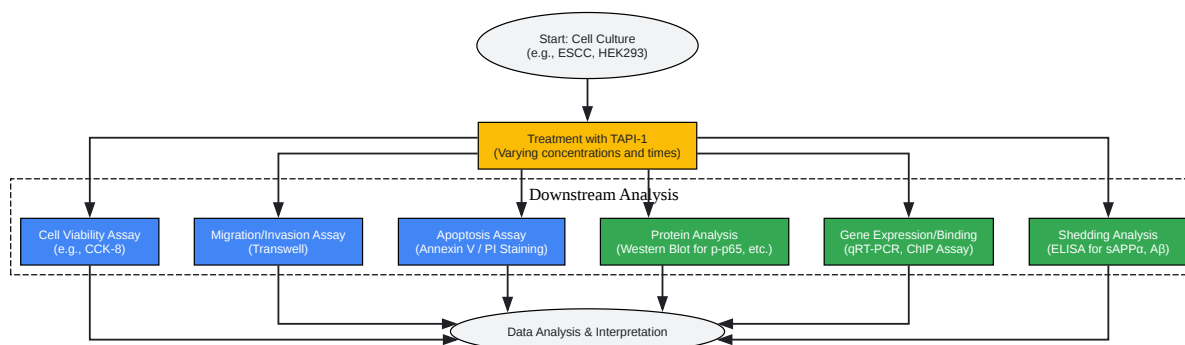 Start: Cell Culture
(e.g., ESCC, HEK293)
Treatment with TAPI-1
(Varying concentrations and times)
Downstream Analysis
Cell Viability Assay
(e.g., CCK-8)
Migration/Invasion Assay
(Transwell)
Apoptosis Assay
(Annexin V / PI Staining)
Protein Analysis
(Western Blot for p-p65, etc.)
Gene Expression/Binding
(qRT-PCR, ChIP Assay)
Shedding Analysis
(ELISA for sAPPα, Aβ)
Data Analysis & Interpretation